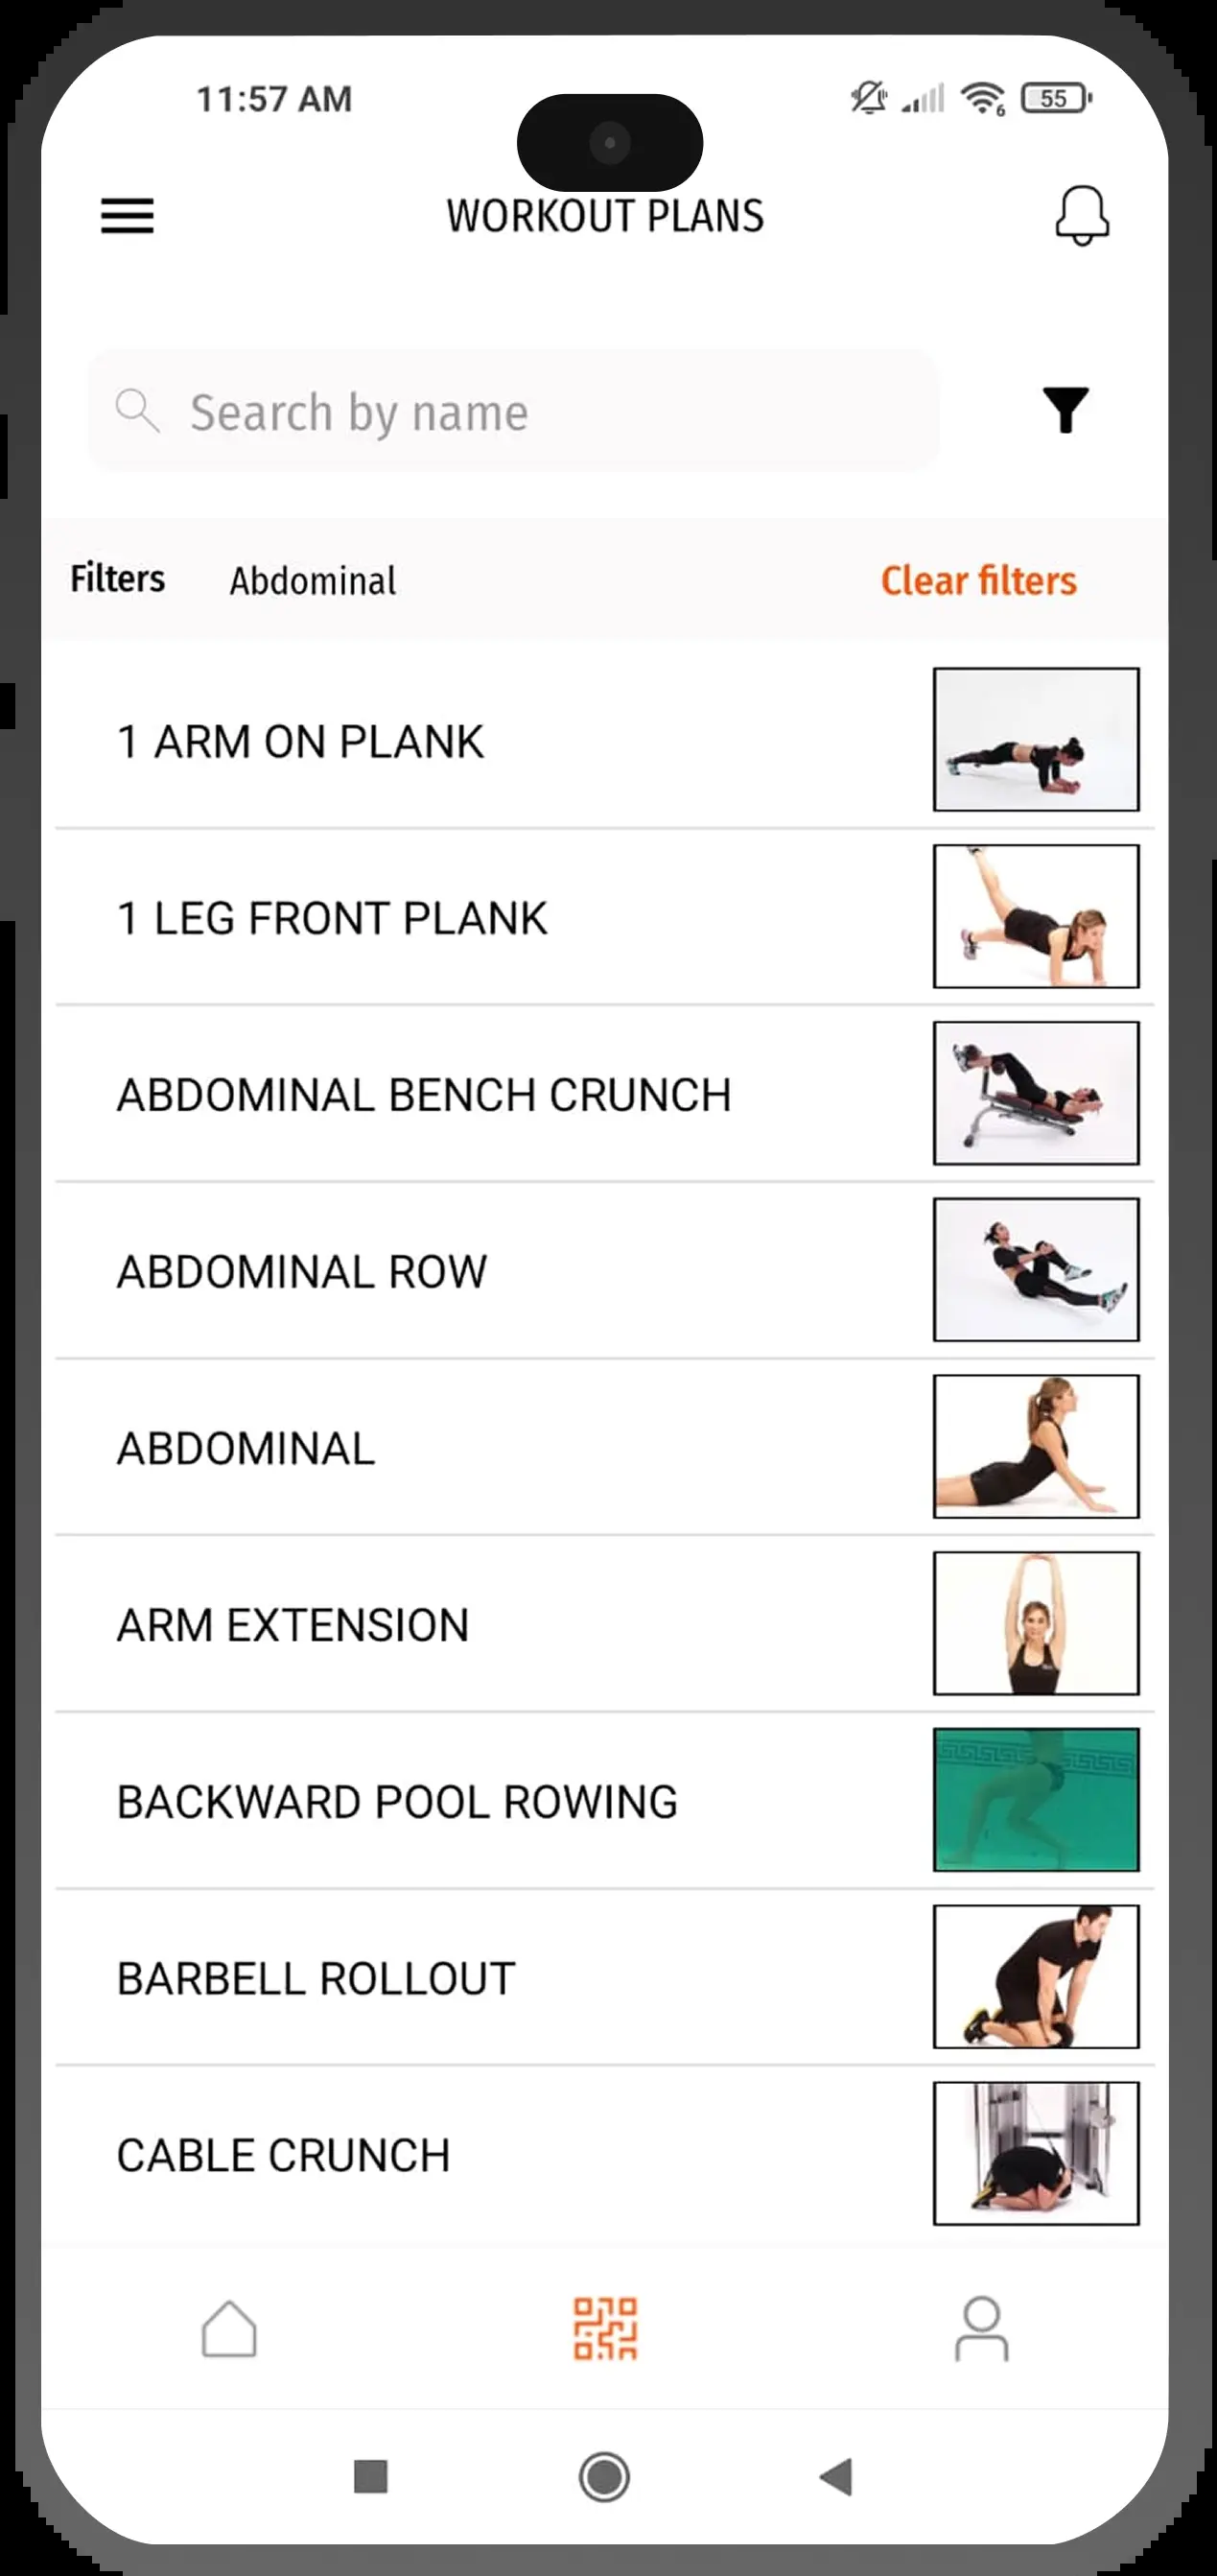 11:57 AM
6
55
WORKOUT PLANS
Search by name
Filters Abdominal Clear filters
1 ARM ON PLANK
1 LEG FRONT PLANK
ABDOMINAL BENCH CRUNCH
ABDOMINAL ROW
ABDOMINAL
ARM EXTENSION
BACKWARD POOL ROWING
BARBELL ROLLOUT
CABLE CRUNCH